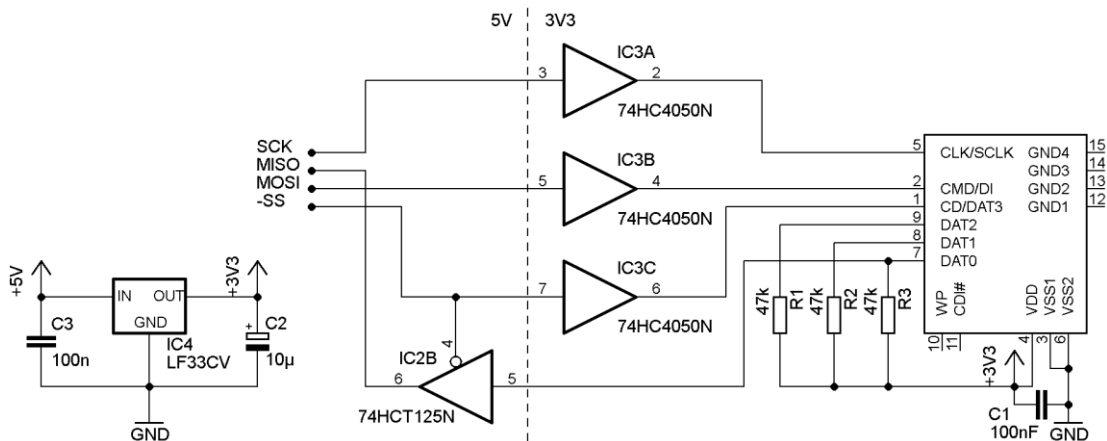 5V 3V3
IC3A
3 2
74HC4050N
SCK
MISO
MOSI
-SS
IC3B
5 4
74HC4050N
IC3C
7 6
74HC4050N
4
IC2B
6 5
74HCT125N
+5V
IN OUT
GND
IC4
LF33CV
+3V3
C3
100n
+
C2
10µ
GND
5 CLK/SCLK
2 CMD/DI
1 CD/DAT3
9 DAT2
8 DAT1
7 DAT0
GND4 15
GND3 14
GND2 13
GND1 12
WP
CDI#
VDD
VSS1
VSS2
10
11
4
3
6
47k
R1
47k
R2
47k
R3
+3V3
C1
100nF
GND